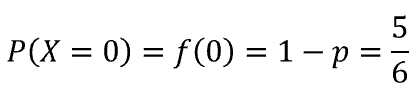 P(X = 0) = f(0) = 1 − p = 5/6